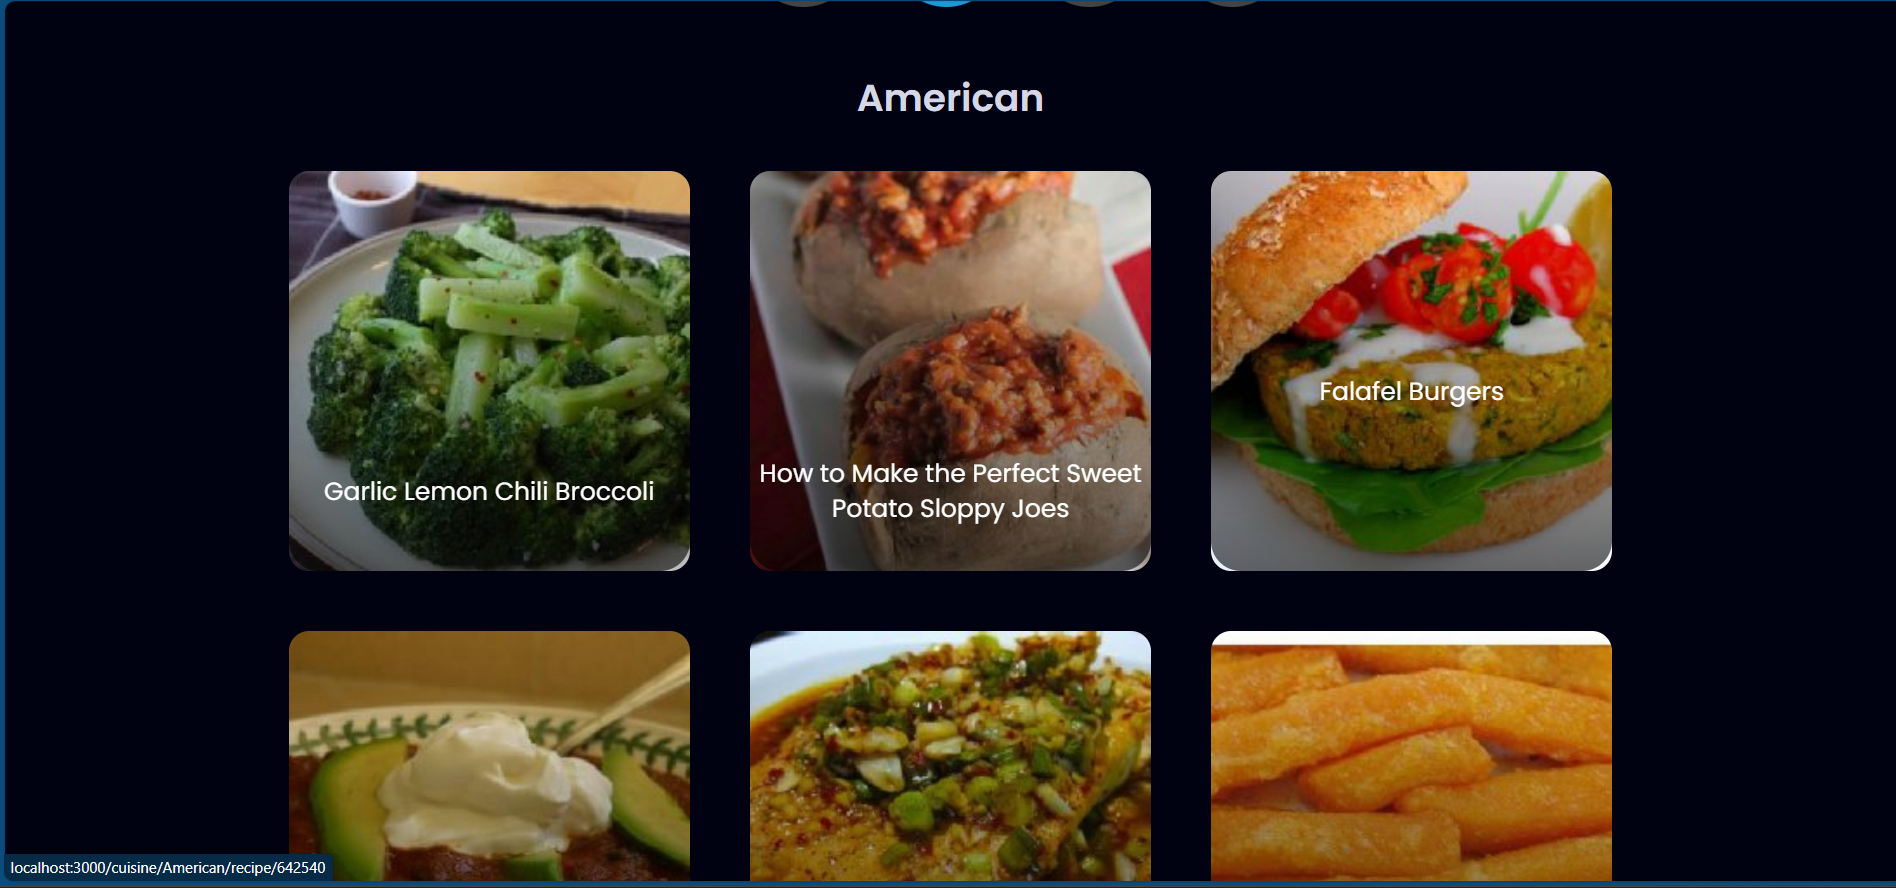 American
Garlic Lemon Chili Broccoli
How to Make the Perfect Sweet
Potato Sloppy Joes
Falafel Burgers
localhost:3000/cuisine/American/recipe/642540